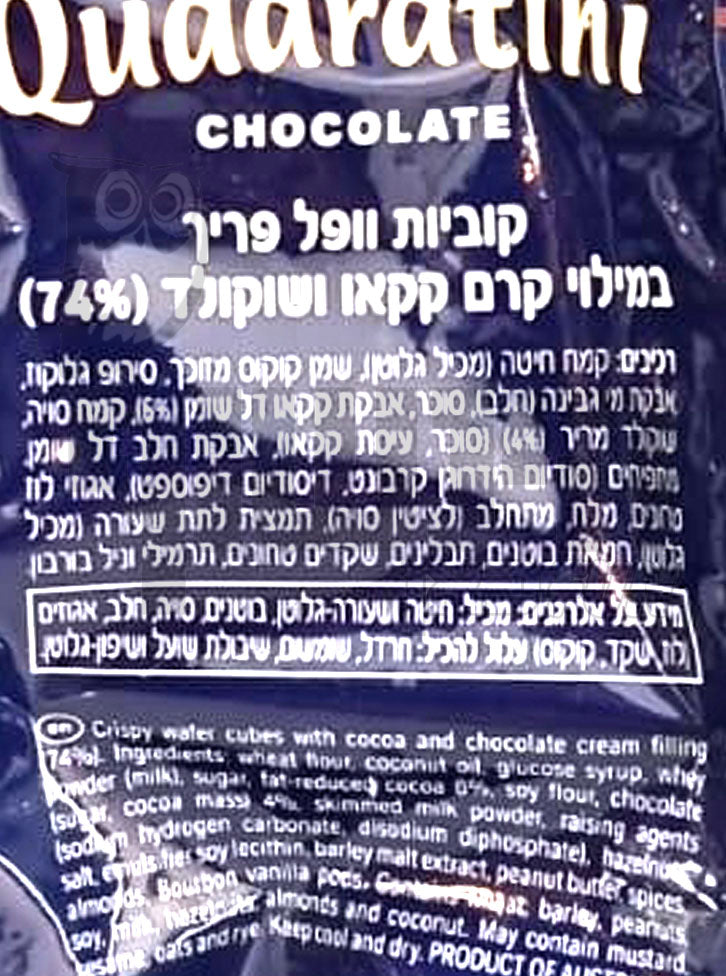 Quadratini
CHOCOLATE
קוביות וופל פריך
במילוי קרם קקאו ושוקולד (74%)
רכיבים: קמח חיטה (מכיל גלוטן), שמן קוקוס מזוכך, סירופ גלוקוז,
אבקת מי גבינה (חלב), סוכר, אבקת קקאו דל שומן (6%), קמח סויה,
שוקולד מריר (4%) (סוכר, עיסת קקאו), אבקת חלב דל שומן,
מתפיחים (סודיום הידרוגן קרבונט, דיסודיום דיפוספט), אגוזי לוז
טחונים, מלח, מתחלב (לציטין סויה), תמצית לתת שעורה (מכיל
גלוטן), חמאת בוטנים, תבלינים, שקדים טחונים, תרמילי וניל בורבון
מידע על אלרגנים: מכיל: חיטה ושעורה-גלוטן, בוטנים, סויה, חלב, אגוזים
(לוז, שקד, קוקוס) עלול להכיל: חרדל, שומשום, שיבולת שועל ושיפון-גלוטן.
EN Crispy wafer cubes with cocoa and chocolate cream filling
74%). Ingredients: wheat flour, coconut oil, glucose syrup, whey
powder (milk), sugar, fat-reduced cocoa 6%, soy flour, chocolate
(sugar, cocoa mass) 4%, skimmed milk powder, raising agents
(sodium hydrogen carbonate, disodium diphosphate), hazelnuts,
salt, emulsifier soy lecithin, barley malt extract, peanut butter, spices,
almonds, Bourbon vanilla pods. Contains wheat, barley, peanuts,
soy, milk, hazelnuts, almonds and coconut. May contain mustard,
sesame, oats and rye. Keep cool and dry. PRODUCT OF